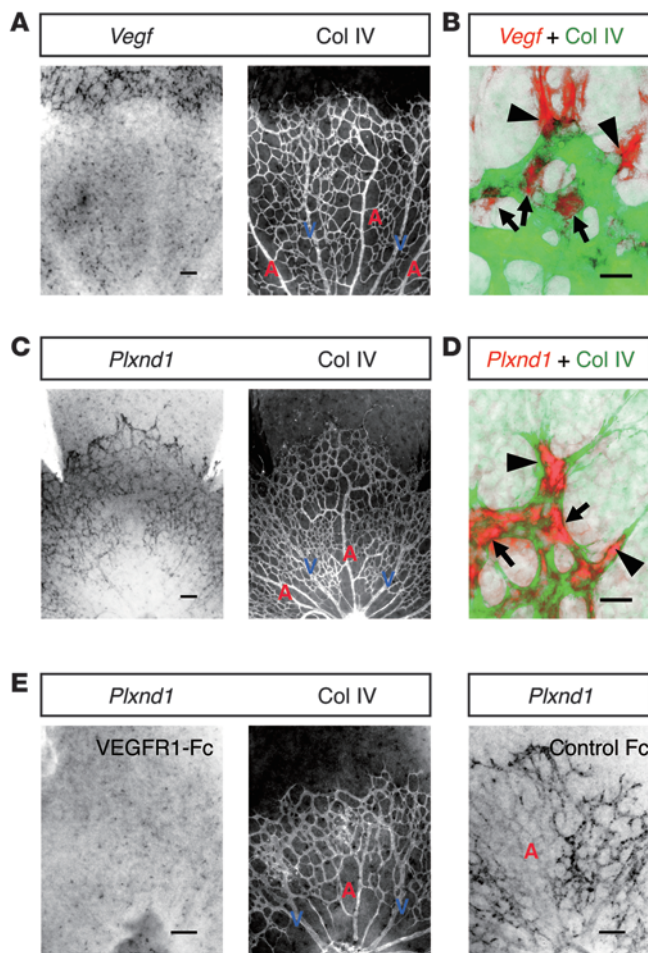 A Vegf Col IV B Vegf + Col IV
A V A V A
C Plxnd1 Col IV D Plxnd1 + Col IV
A V A V
E Plxnd1 Col IV Plxnd1
VEGFR1-Fc Control Fc
V A V A